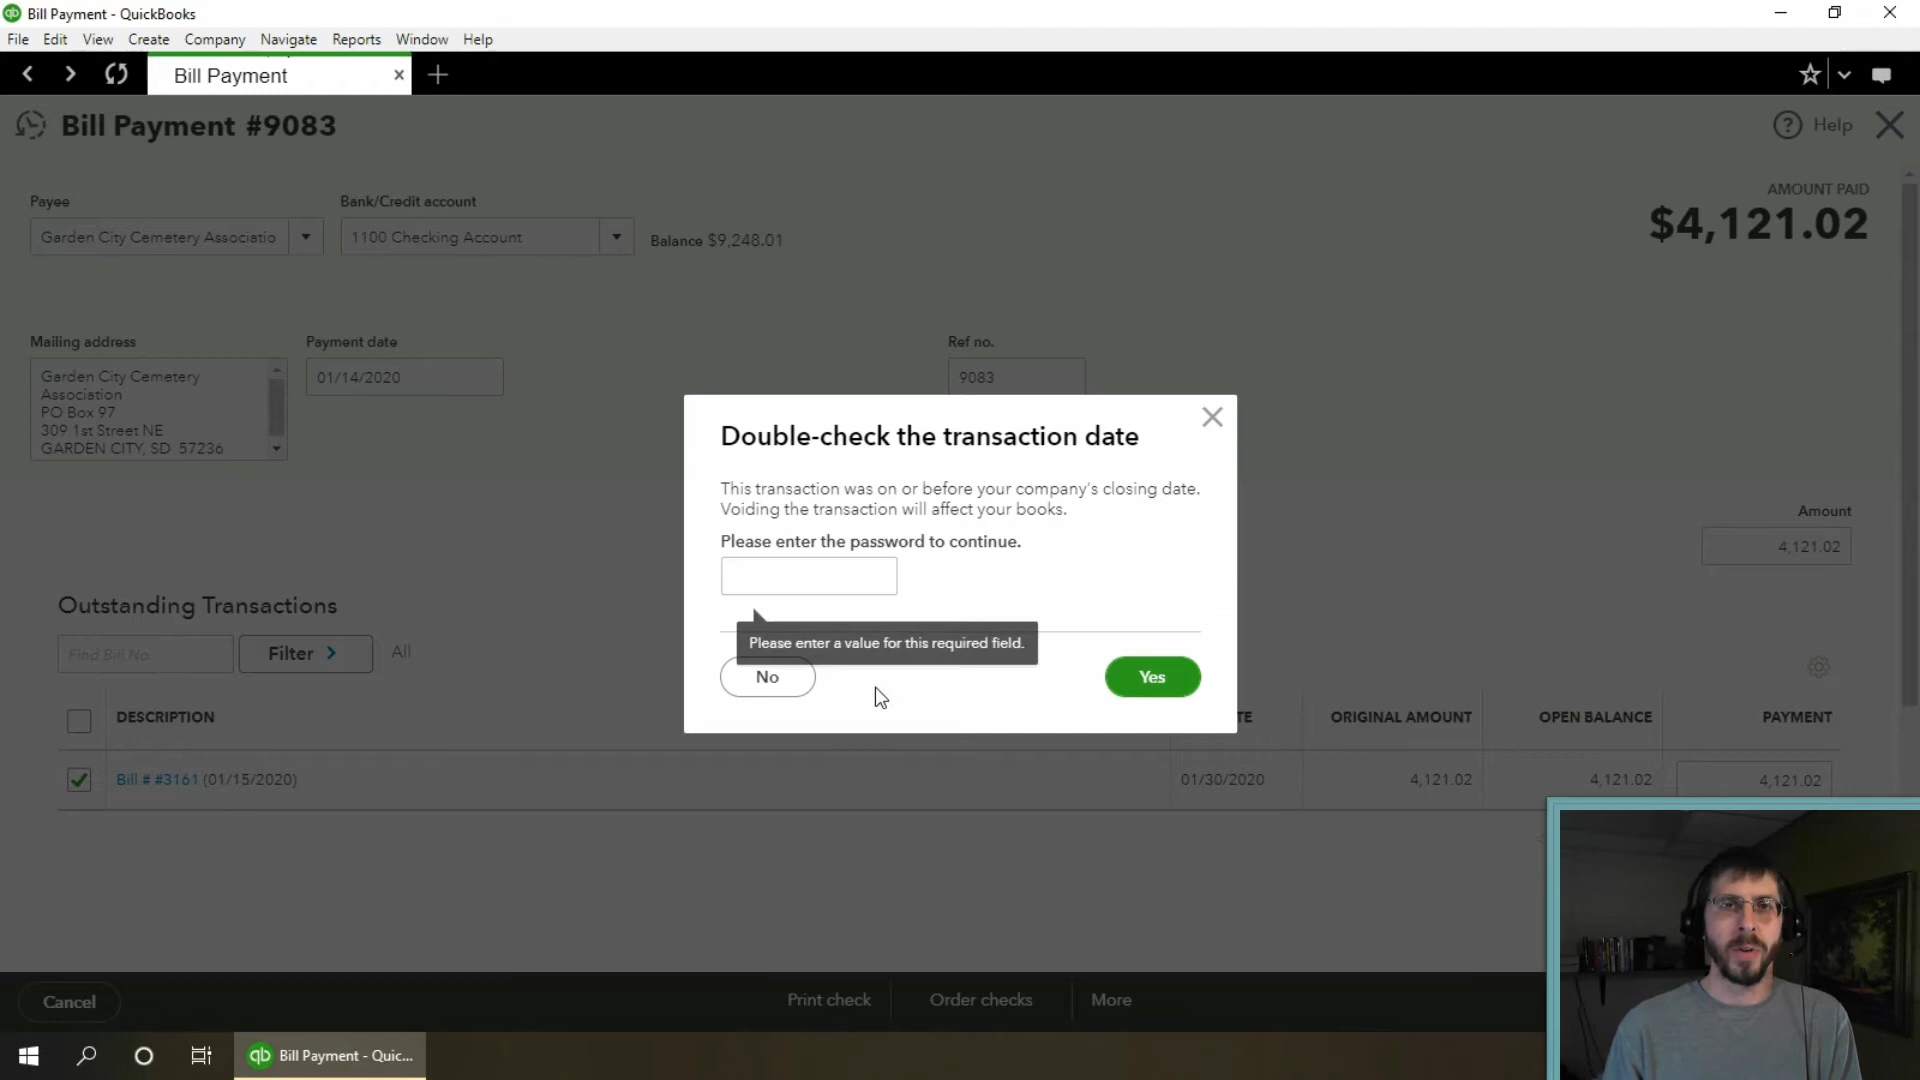 Bill Payment - QuickBooks
File Edit View Create Company Navigate Reports Window Help
Bill Payment
Bill Payment #9083
Help
Payee
Bank/Credit account
AMOUNT PAID
$4,121.02
Garden City Cemetery Associatio
1100 Checking Account
Balance $9,248.01
Mailing address
Payment date
Ref no.
Garden City Cemetery
Association
PO Box 97
309 1st Street NE
GARDEN CITY, SD 57236
01/14/2020
9083
Double-check the transaction date
This transaction was on or before your company's closing date.
Voiding the transaction will affect your books.
Please enter the password to continue.
Please enter a value for this required field.
No
Yes
Amount
4,121.02
Outstanding Transactions
Find Bill No.
Filter
All
DESCRIPTION
TE
ORIGINAL AMOUNT
OPEN BALANCE
PAYMENT
Bill # #3161 (01/15/2020)
01/30/2020
4,121.02
4,121.02
4,121.02
Cancel
Print check
Order checks
More
qb Bill Payment - Quic...